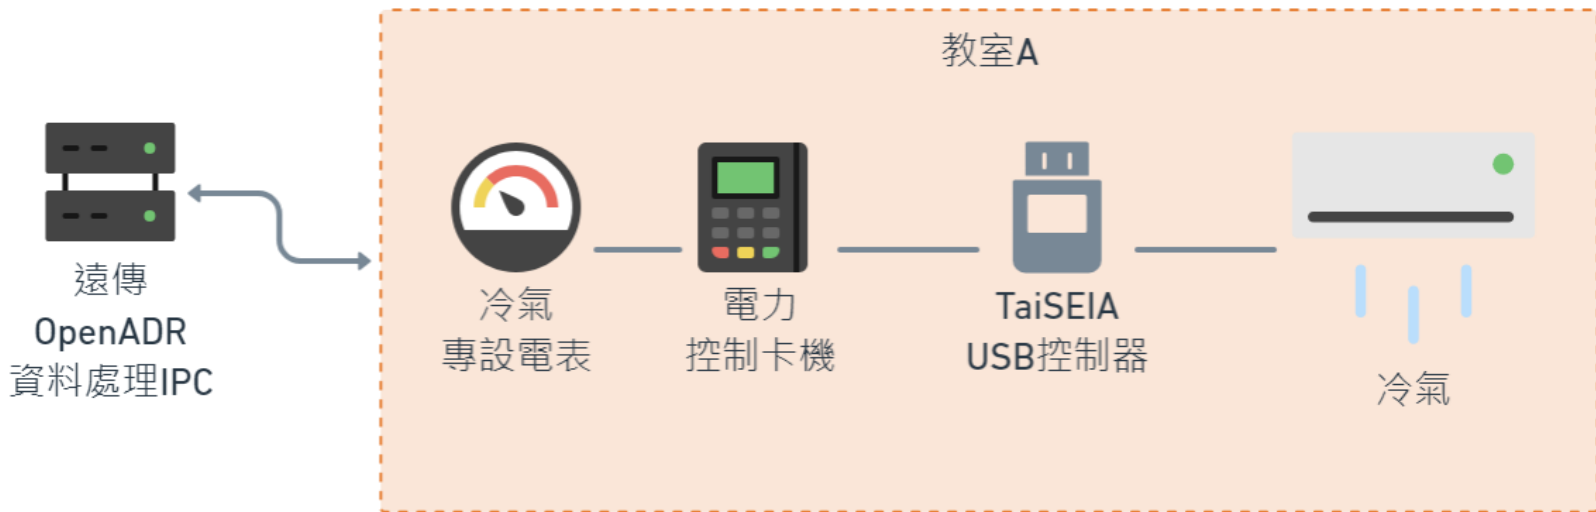 教室A
遠傳
OpenADR
資料處理IPC
冷氣
專設電表
電力
控制卡機
TaiSEIA
USB控制器
冷氣